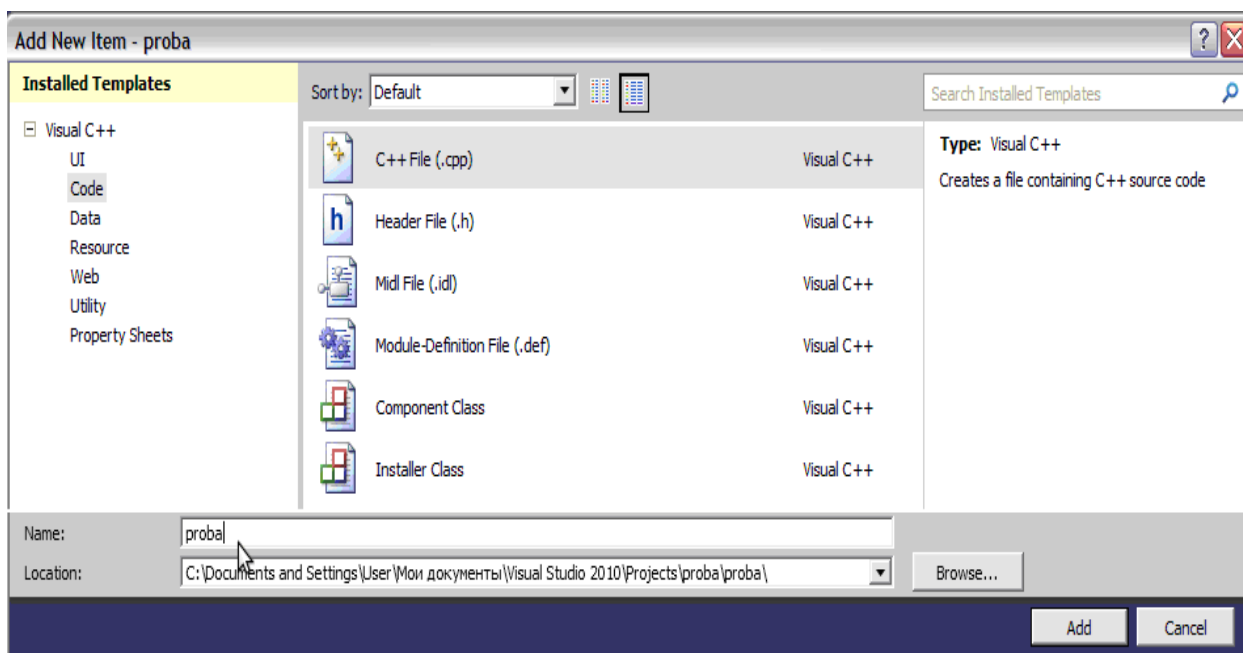 Add New Item - proba
Installed Templates
Visual C++
UI
Code
Data
Resource
Web
Utility
Property Sheets
Sort by: Default
C++ File (.cpp) Visual C++
Header File (.h) Visual C++
Midl File (.idl) Visual C++
Module-Definition File (.def) Visual C++
Component Class Visual C++
Installer Class Visual C++
Search Installed Templates
Type: Visual C++
Creates a file containing C++ source code
Name: proba
Location: C:\Documents and Settings\User\Мои документы\Visual Studio 2010\Projects\proba\proba\
Browse...
Add Cancel